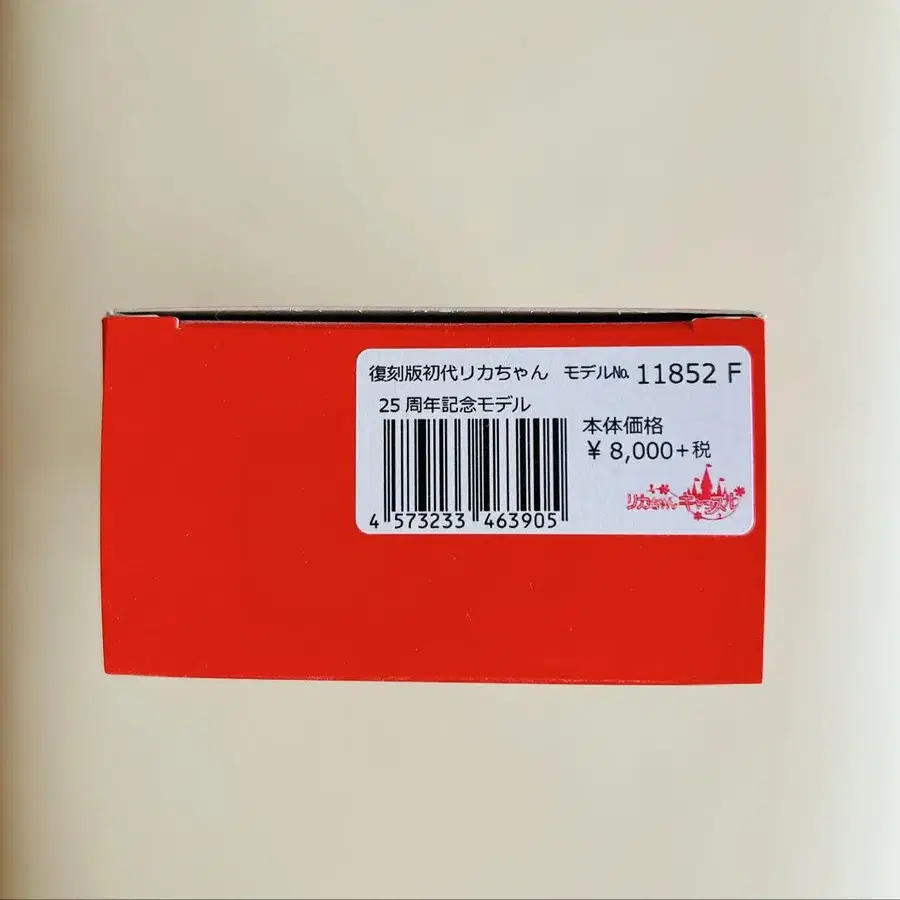 復刻版初代リカちゃん モデル№ 11852 F
25 周年記念モデル
本体価格
¥ 8,000+税
4 573233 463905
リカちゃんキャッスル